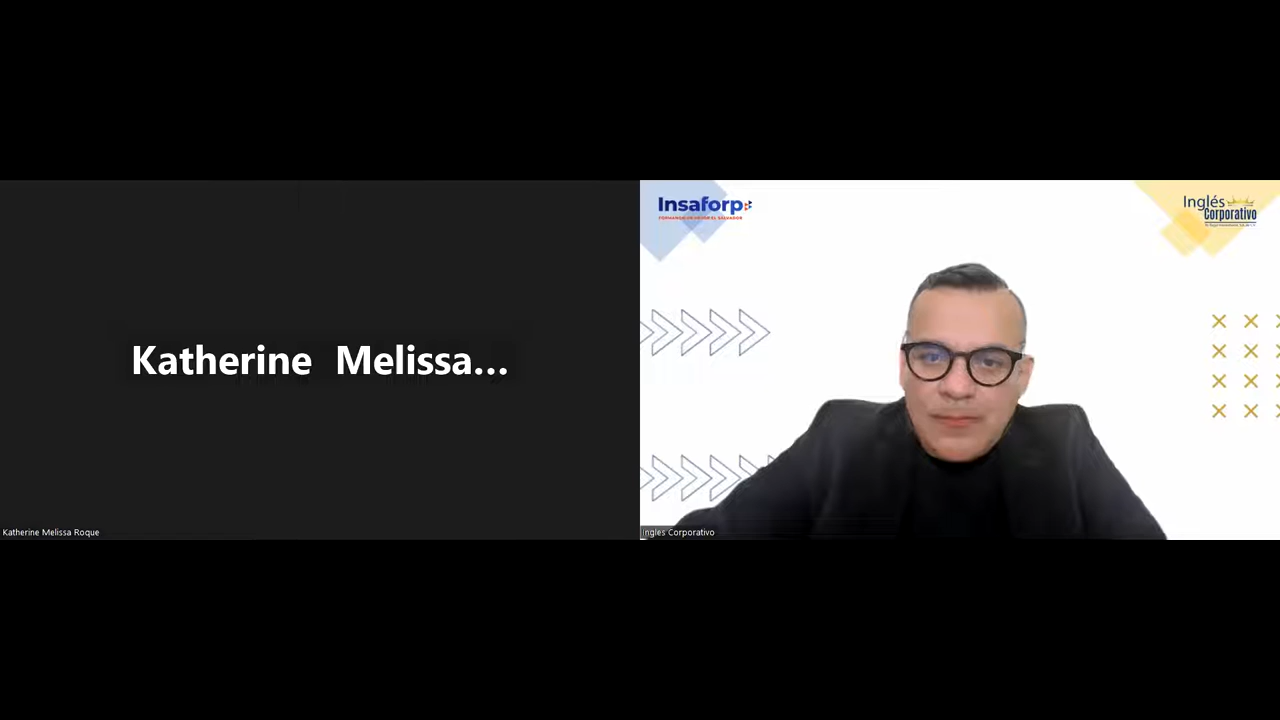 Insaforp
Inglés
Corporativo
Katherine Melissa...
Katherine Melissa Roque
Ingles Corporativo